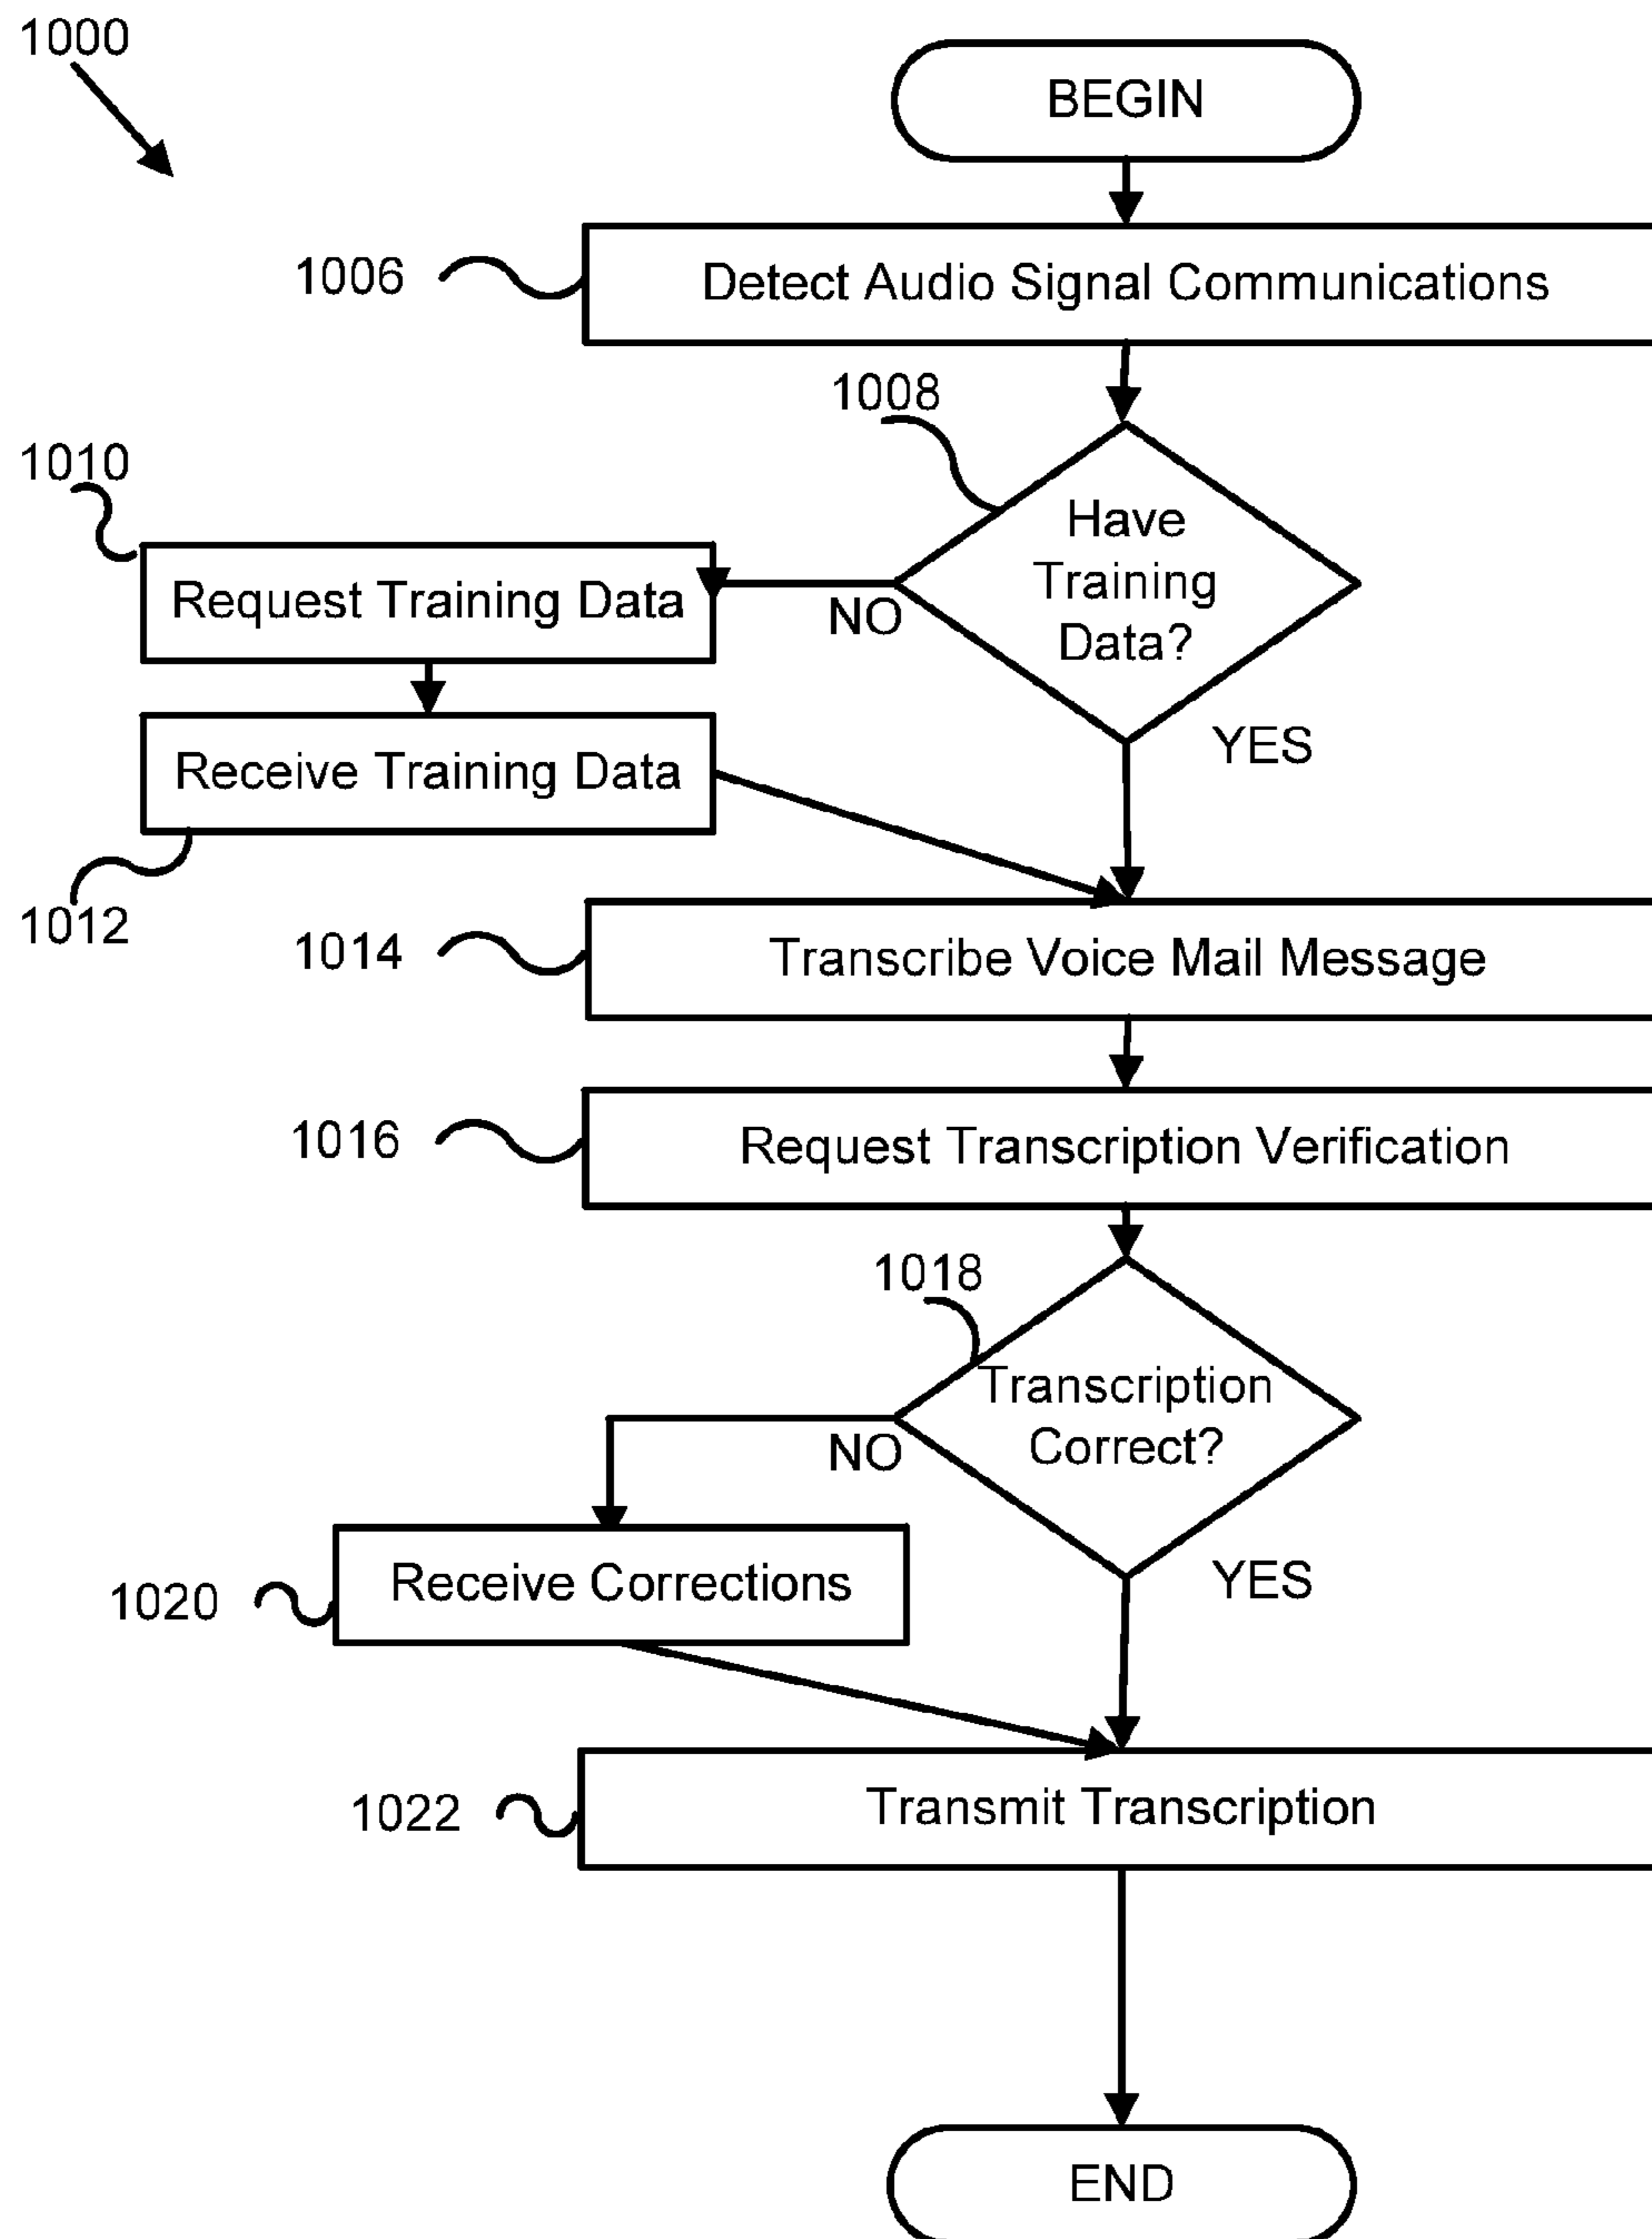 1000
BEGIN
1006
Detect Audio Signal Communications
1008
Have
Training
Data?
1010
Request Training Data
NO
YES
Receive Training Data
1012
1014
Transcribe Voice Mail Message
1016
Request Transcription Verification
1018
Transcription
Correct?
NO
YES
1020
Receive Corrections
1022
Transmit Transcription
END